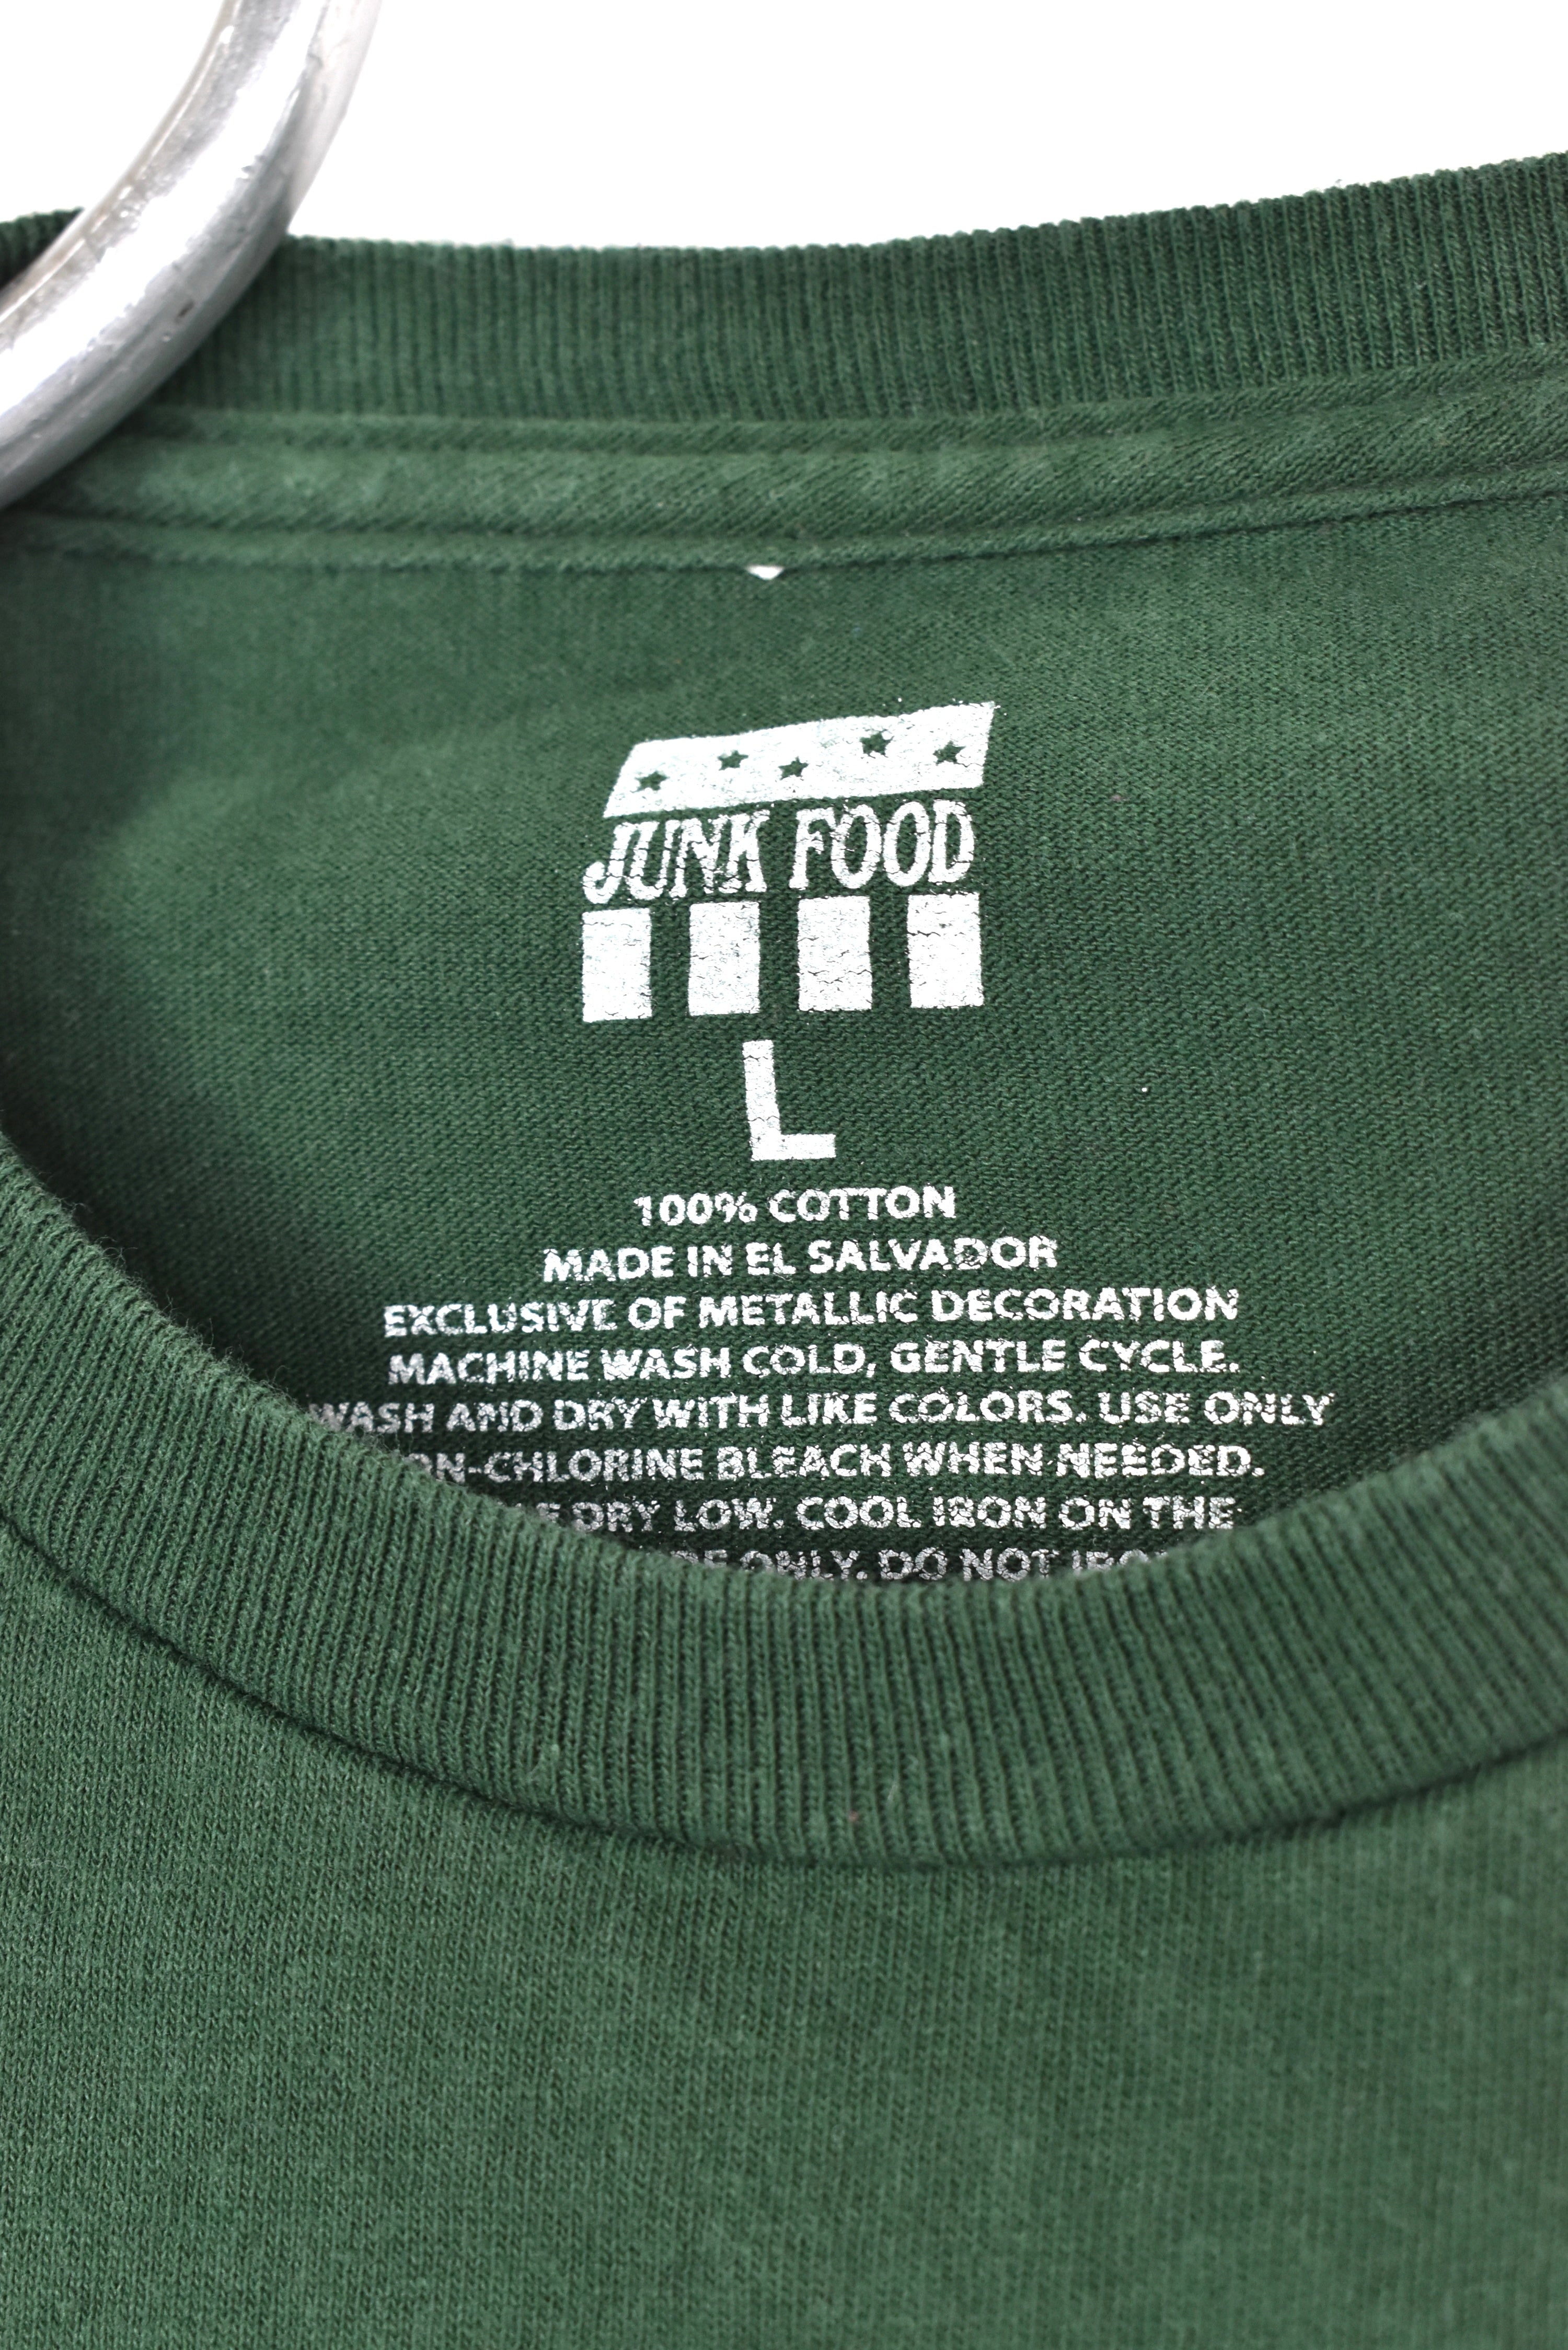 JUNK FOOD
L
100% COTTON
MADE IN EL SALVADOR
EXCLUSIVE OF METALLIC DECORATION
MACHINE WASH COLD, GENTLE CYCLE.
WASH AND DRY WITH LIKE COLORS. USE ONLY
ON-CHLORINE BLEACH WHEN NEEDED.
DRY LOW. COOL IRON ON THE
ONLY. DO NOT